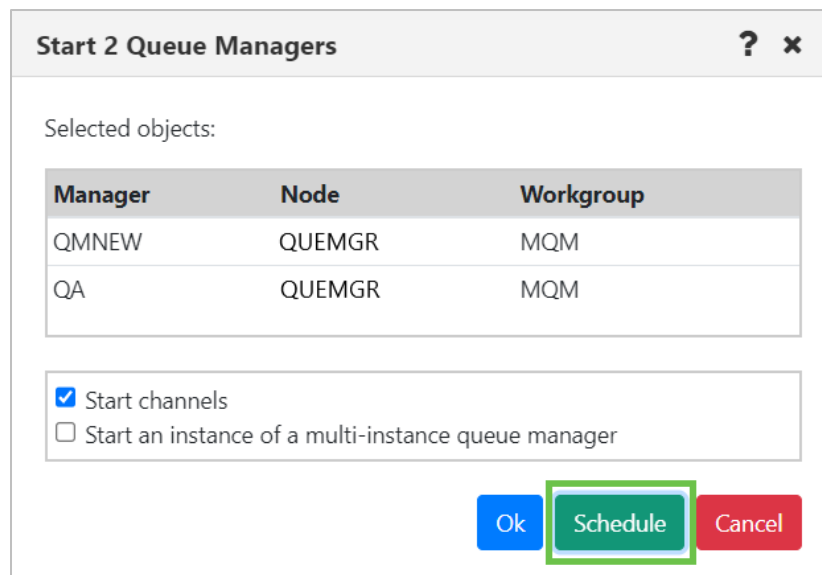 Start 2 Queue Managers ? ×
Selected objects:
Manager Node Workgroup
QMNEW QUEMGR MQM
QA QUEMGR MQM
Start channels
Start an instance of a multi-instance queue manager
Ok Schedule Cancel